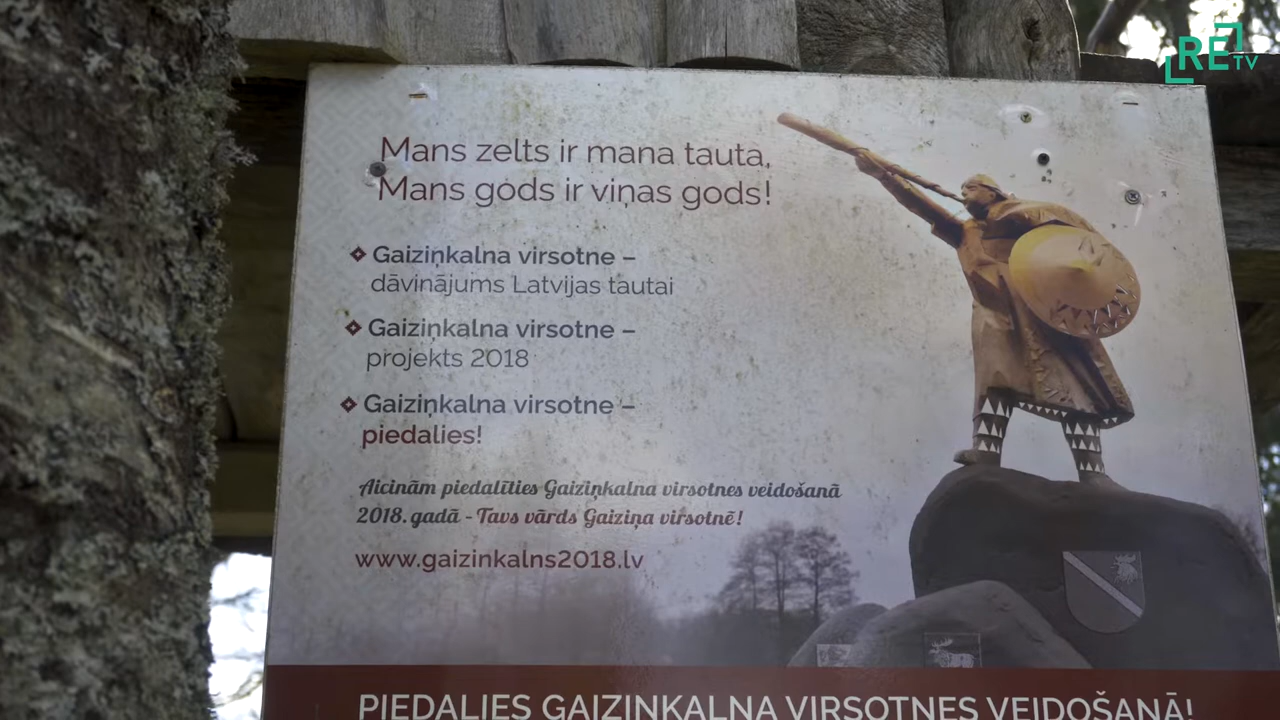 RE TV
Mans zelts ir mana tauta,
Mans gods ir viņas gods!
Gaiziņkalna virsotne –
dāvinājums Latvijas tautai
Gaiziņkalna virsotne –
projekts 2018
Gaiziņkalna virsotne –
piedalies!
Aicinām piedalīties Gaiziņkalna virsotnes veidošanā
2018. gadā – Tavs vārds Gaiziņa virsotnē!
www.gaizinkalns2018.lv
PIEDALIES GAIZIŅKALNA VIRSOTNES VEIDOŠANĀ!